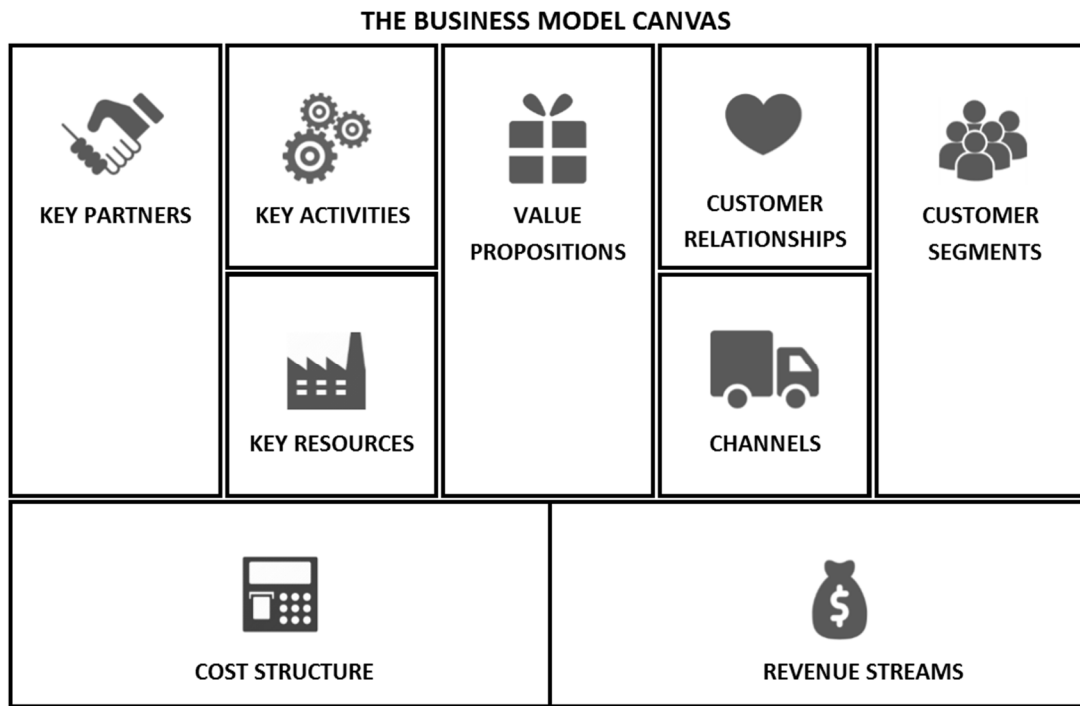 THE BUSINESS MODEL CANVAS
KEY PARTNERS
KEY ACTIVITIES
KEY RESOURCES
VALUE
PROPOSITIONS
CUSTOMER
RELATIONSHIPS
CHANNELS
CUSTOMER
SEGMENTS
COST STRUCTURE
$
REVENUE STREAMS